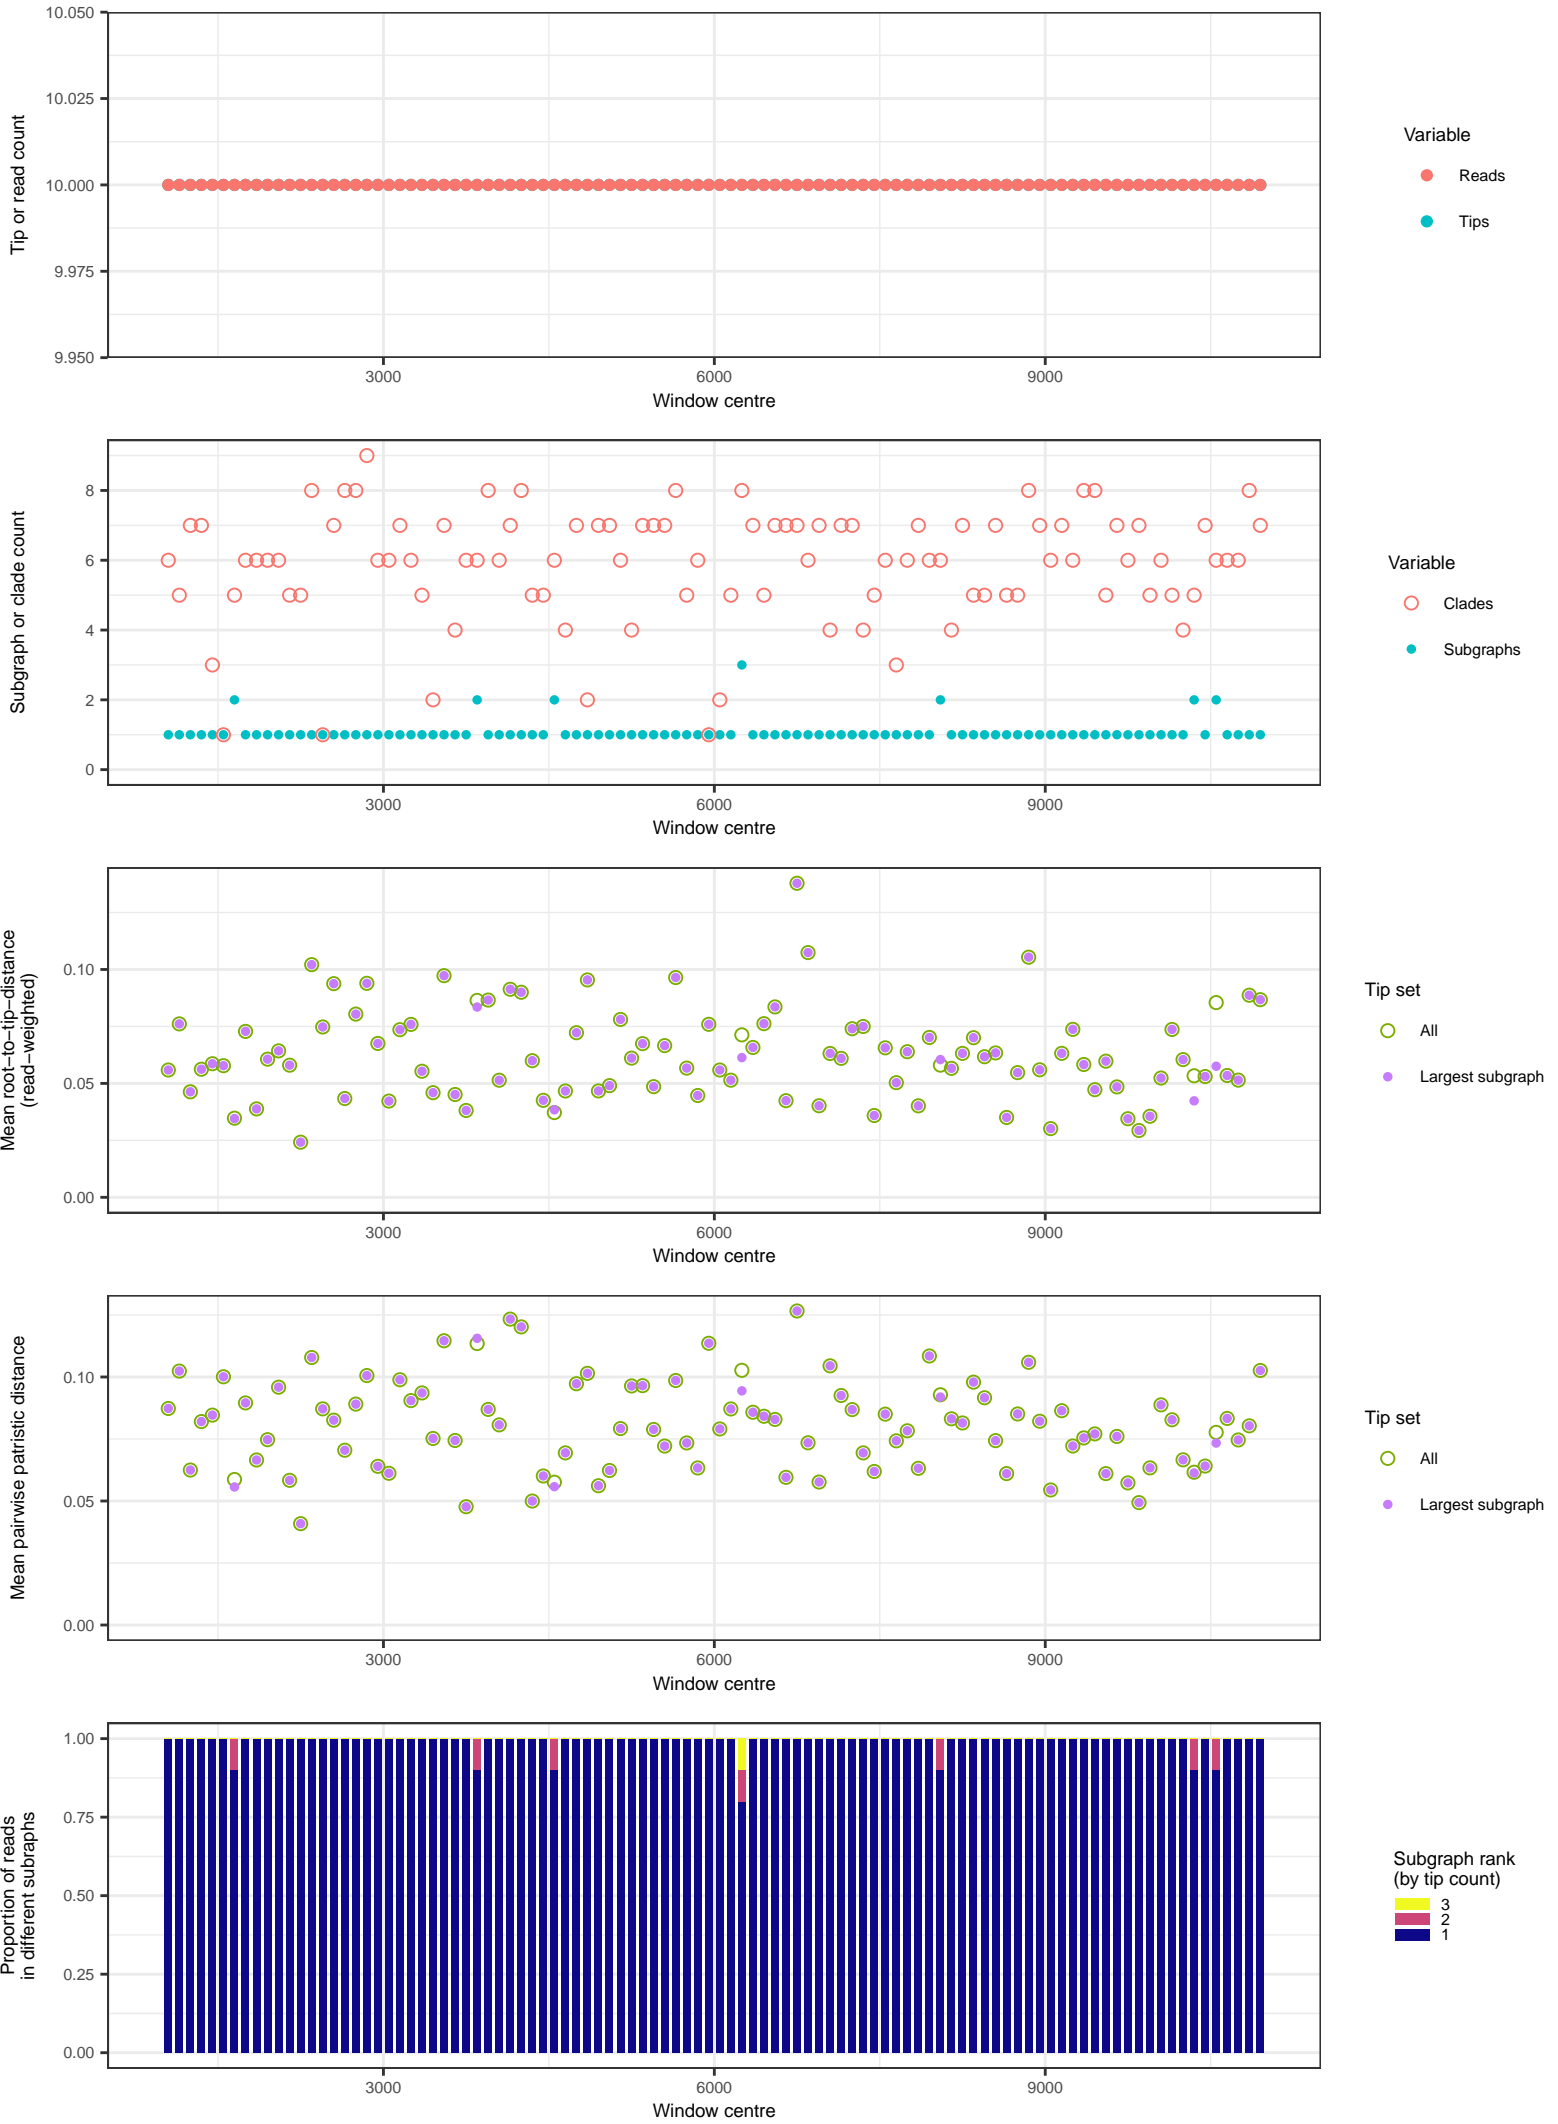 10.050
10.025
10.000
9.975
9.950
Tip or read count
3000 6000 9000
Window centre
Variable
Reads
Tips
8
6
4
2
0
Subgraph or clade count
3000 6000 9000
Window centre
Variable
Clades
Subgraphs
0.10
0.05
0.00
Mean root−to−tip−distance
(read−weighted)
3000 6000 9000
Window centre
Tip set
All
Largest subgraph
0.10
0.05
0.00
Mean pairwise patristic distance
3000 6000 9000
Window centre
Tip set
All
Largest subgraph
1.00
0.75
0.50
0.25
0.00
Proportion of reads
in different subraphs
3000 6000 9000
Window centre
Subgraph rank
(by tip count)
3
2
1